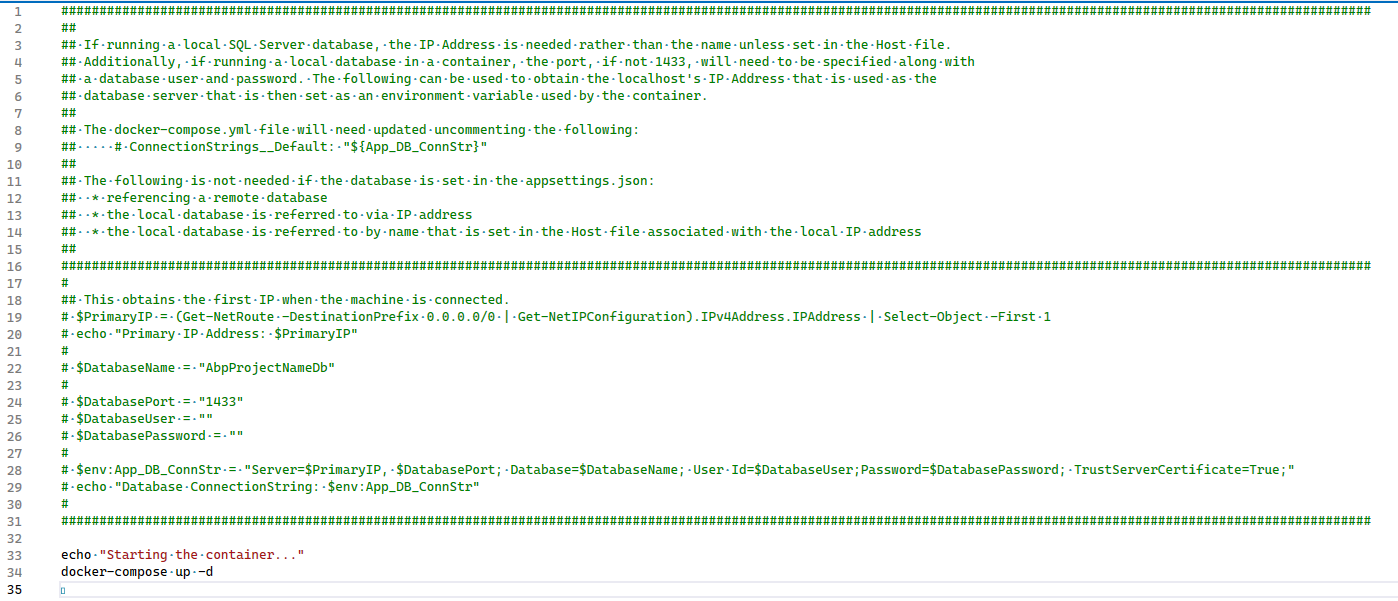 1 ############################################################################################################################################################################
2 ##
3 ## If running a local SQL Server database, the IP Address is needed rather than the name unless set in the Host file.
4 ## Additionally, if running a local database in a container, the port, if not 1433, will need to be specified along with
5 ## a database user and password. The following can be used to obtain the localhost's IP Address that is used as the
6 ## database server that is then set as an environment variable used by the container.
7 ##
8 ## The docker-compose.yml file will need updated uncommenting the following:
9 ##     # ConnectionStrings__Default: "${App_DB_ConnStr}"
10 ##
11 ## The following is not needed if the database is set in the appsettings.json:
12 ##  * referencing a remote database
13 ##  * the local database is referred to via IP address
14 ##  * the local database is referred to by name that is set in the Host file associated with the local IP address
15 ##
16 ############################################################################################################################################################################
17 #
18 ## This obtains the first IP when the machine is connected.
19 # $PrimaryIP = (Get-NetRoute -DestinationPrefix 0.0.0.0/0 | Get-NetIPConfiguration).IPv4Address.IPAddress | Select-Object -First 1
20 # echo "Primary IP Address: $PrimaryIP"
21 #
22 # $DatabaseName = "AbpProjectNameDb"
23 #
24 # $DatabasePort = "1433"
25 # $DatabaseUser = ""
26 # $DatabasePassword = ""
27 #
28 # $env:App_DB_ConnStr = "Server=$PrimaryIP, $DatabasePort; Database=$DatabaseName; User Id=$DatabaseUser;Password=$DatabasePassword; TrustServerCertificate=True;"
29 # echo "Database ConnectionString: $env:App_DB_ConnStr"
30 #
31 ############################################################################################################################################################################
32
33 echo "Starting the container..."
34 docker-compose up -d
35